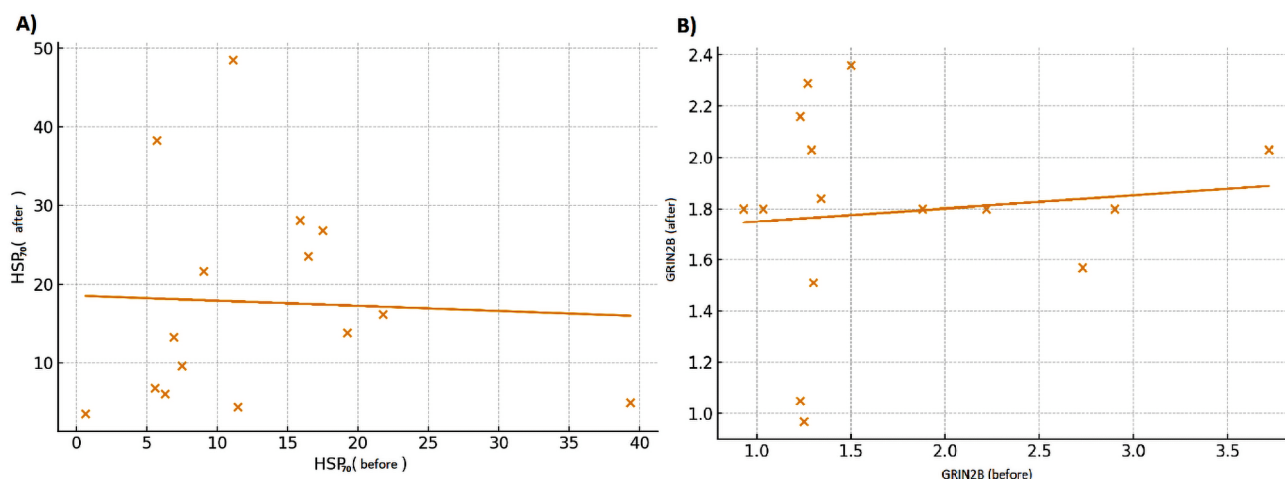 A)
50
40
30
20
10
HSP70( after )
0 5 10 15 20 25 30 35 40
HSP70( before )
B)
2.4
2.2
2.0
1.8
1.6
1.4
1.2
1.0
GRIN2B (after)
1.0 1.5 2.0 2.5 3.0 3.5
GRIN2B (before)